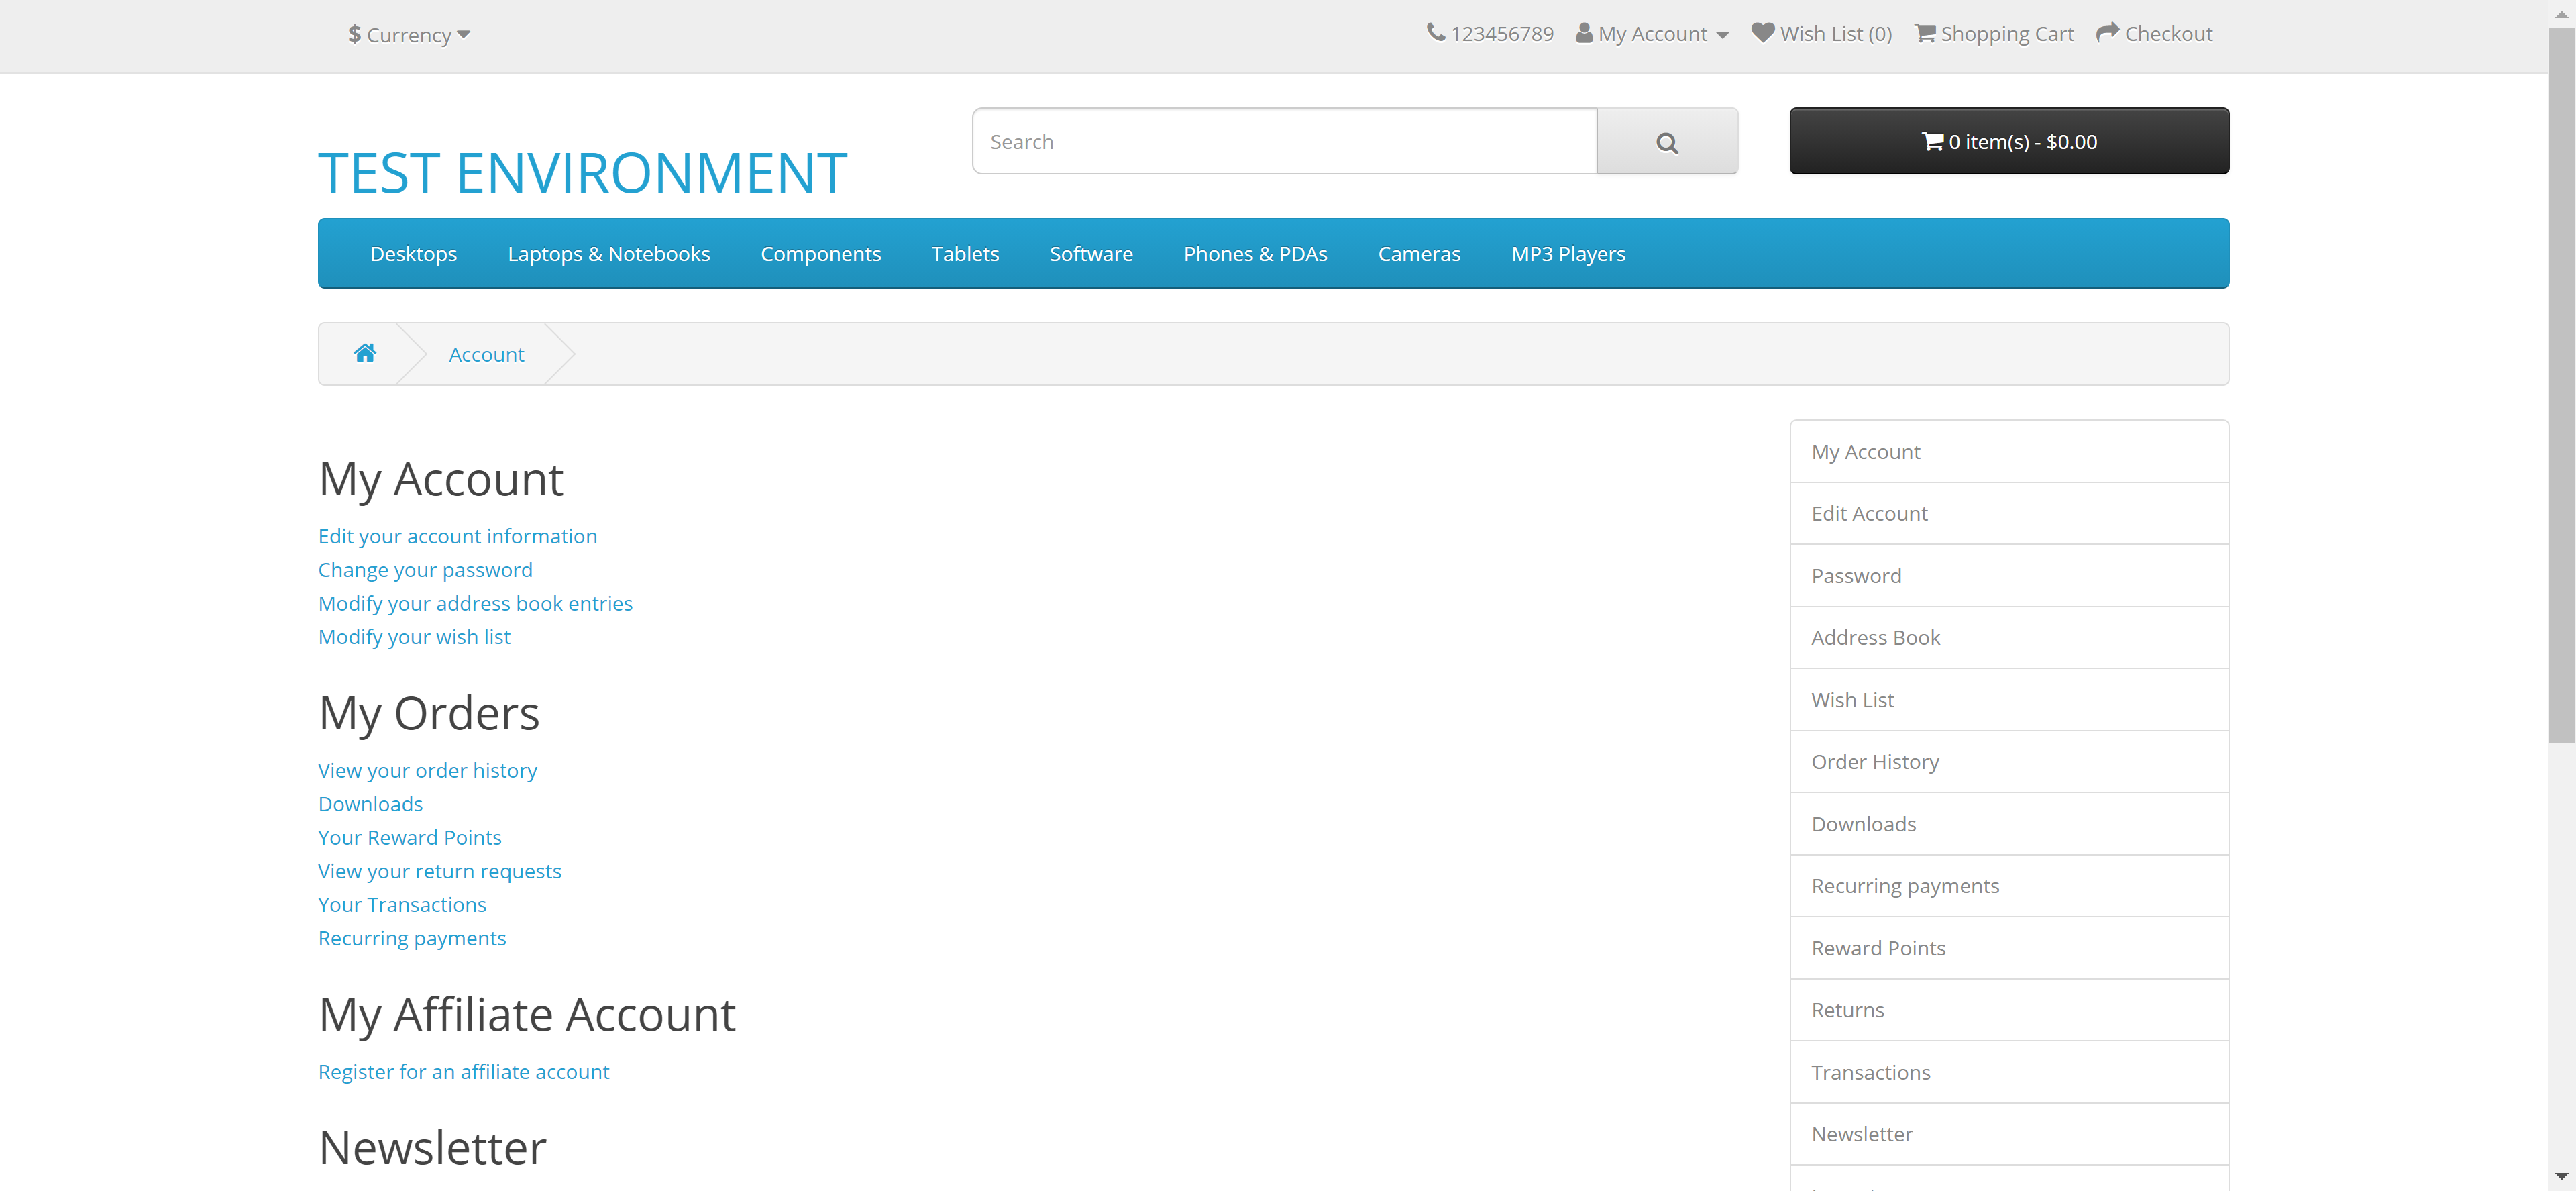 $ Currency
123456789 My Account Wish List (0) Shopping Cart Checkout
TEST ENVIRONMENT
Search
0 item(s) - $0.00
Desktops Laptops & Notebooks Components Tablets Software Phones & PDAs Cameras MP3 Players
Account
My Account
Edit your account information
Change your password
Modify your address book entries
Modify your wish list
My Orders
View your order history
Downloads
Your Reward Points
View your return requests
Your Transactions
Recurring payments
My Affiliate Account
Register for an affiliate account
Newsletter
My Account
Edit Account
Password
Address Book
Wish List
Order History
Downloads
Recurring payments
Reward Points
Returns
Transactions
Newsletter